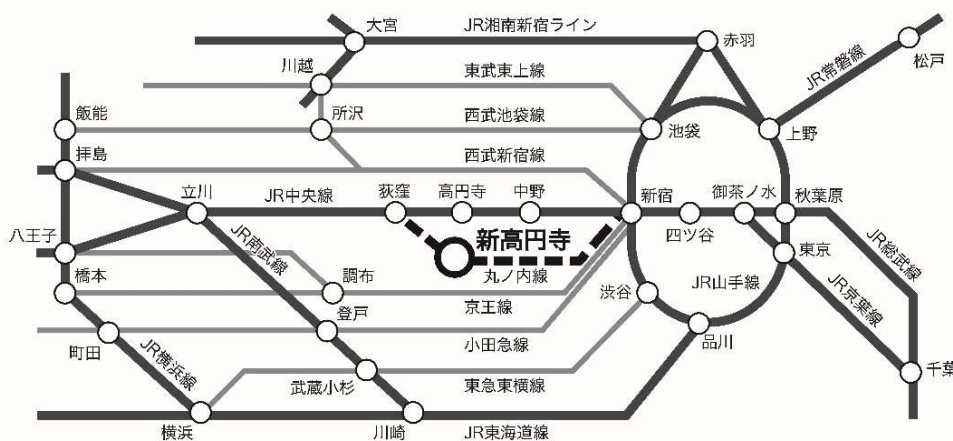 大宮
JR湘南新宿ライン
赤羽
松戸
JR常磐線
川越
東武東上線
飯能
所沢
西武池袋線
池袋
上野
拝島
西武新宿線
立川
JR中央線
荻窪
高円寺
中野
新宿
御茶ノ水
秋葉原
四ツ谷
八王子
JR南武線
新高円寺
丸ノ内線
東京
JR総武線
橋本
調布
渋谷
JR山手線
JR京葉線
京王線
登戸
小田急線
品川
町田
JR横浜線
武蔵小杉
東急東横線
千葉
横浜
川崎
JR東海道線